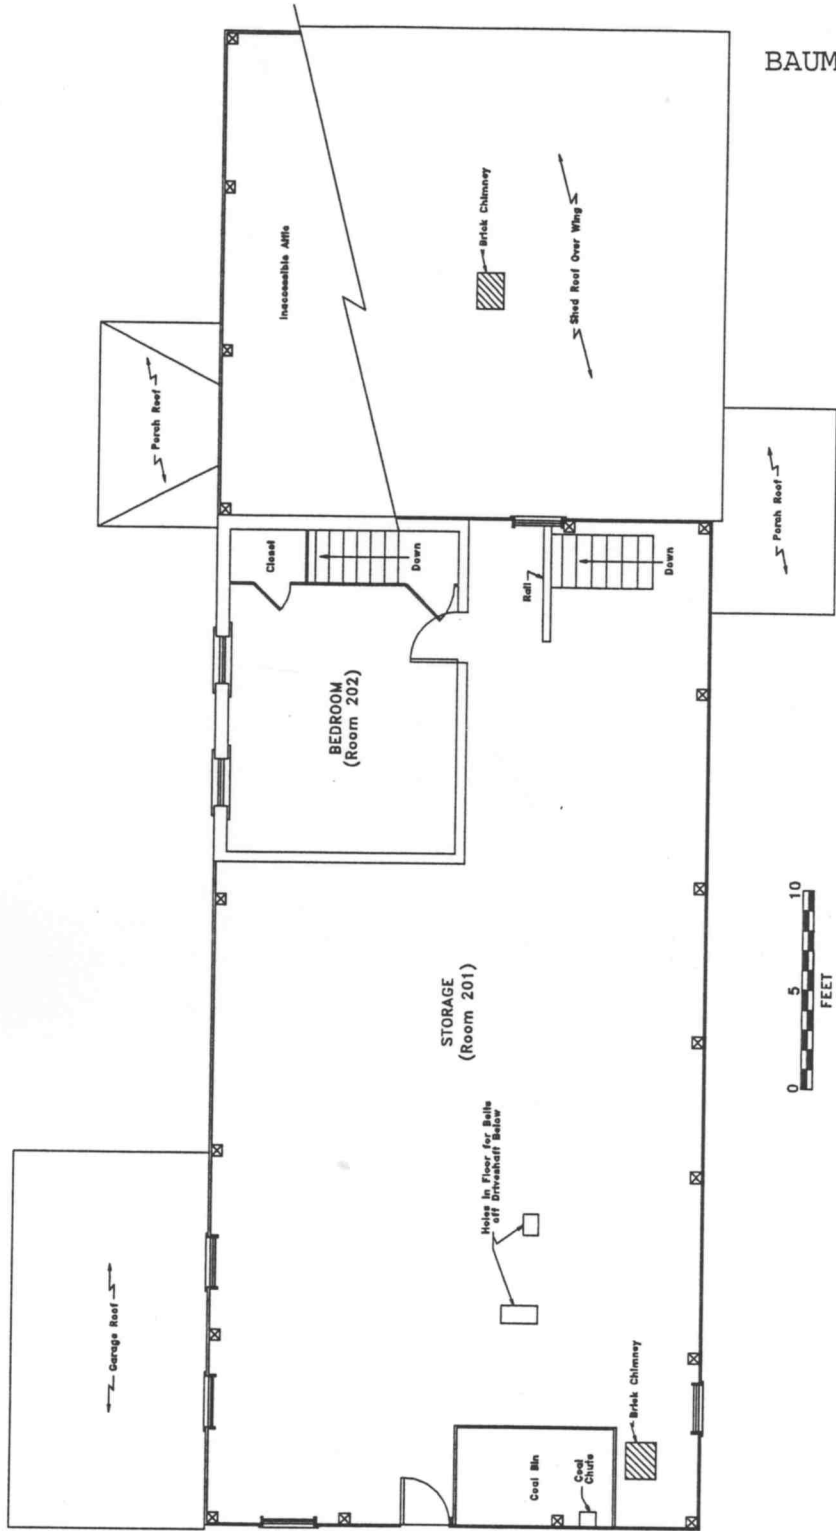 BAUM
Inaccessible Attic
Brick Chimney
Shed Roof Over Wing
Porch Roof
Porch Roof
Closet
Down
Rail
Down
BEDROOM
(Room 202)
STORAGE
(Room 201)
0 5 10
FEET
Holes in Floor for Belts
off Driveshaft Below
Garage Roof
Brick Chimney
Coal Bin
Coal
Chute